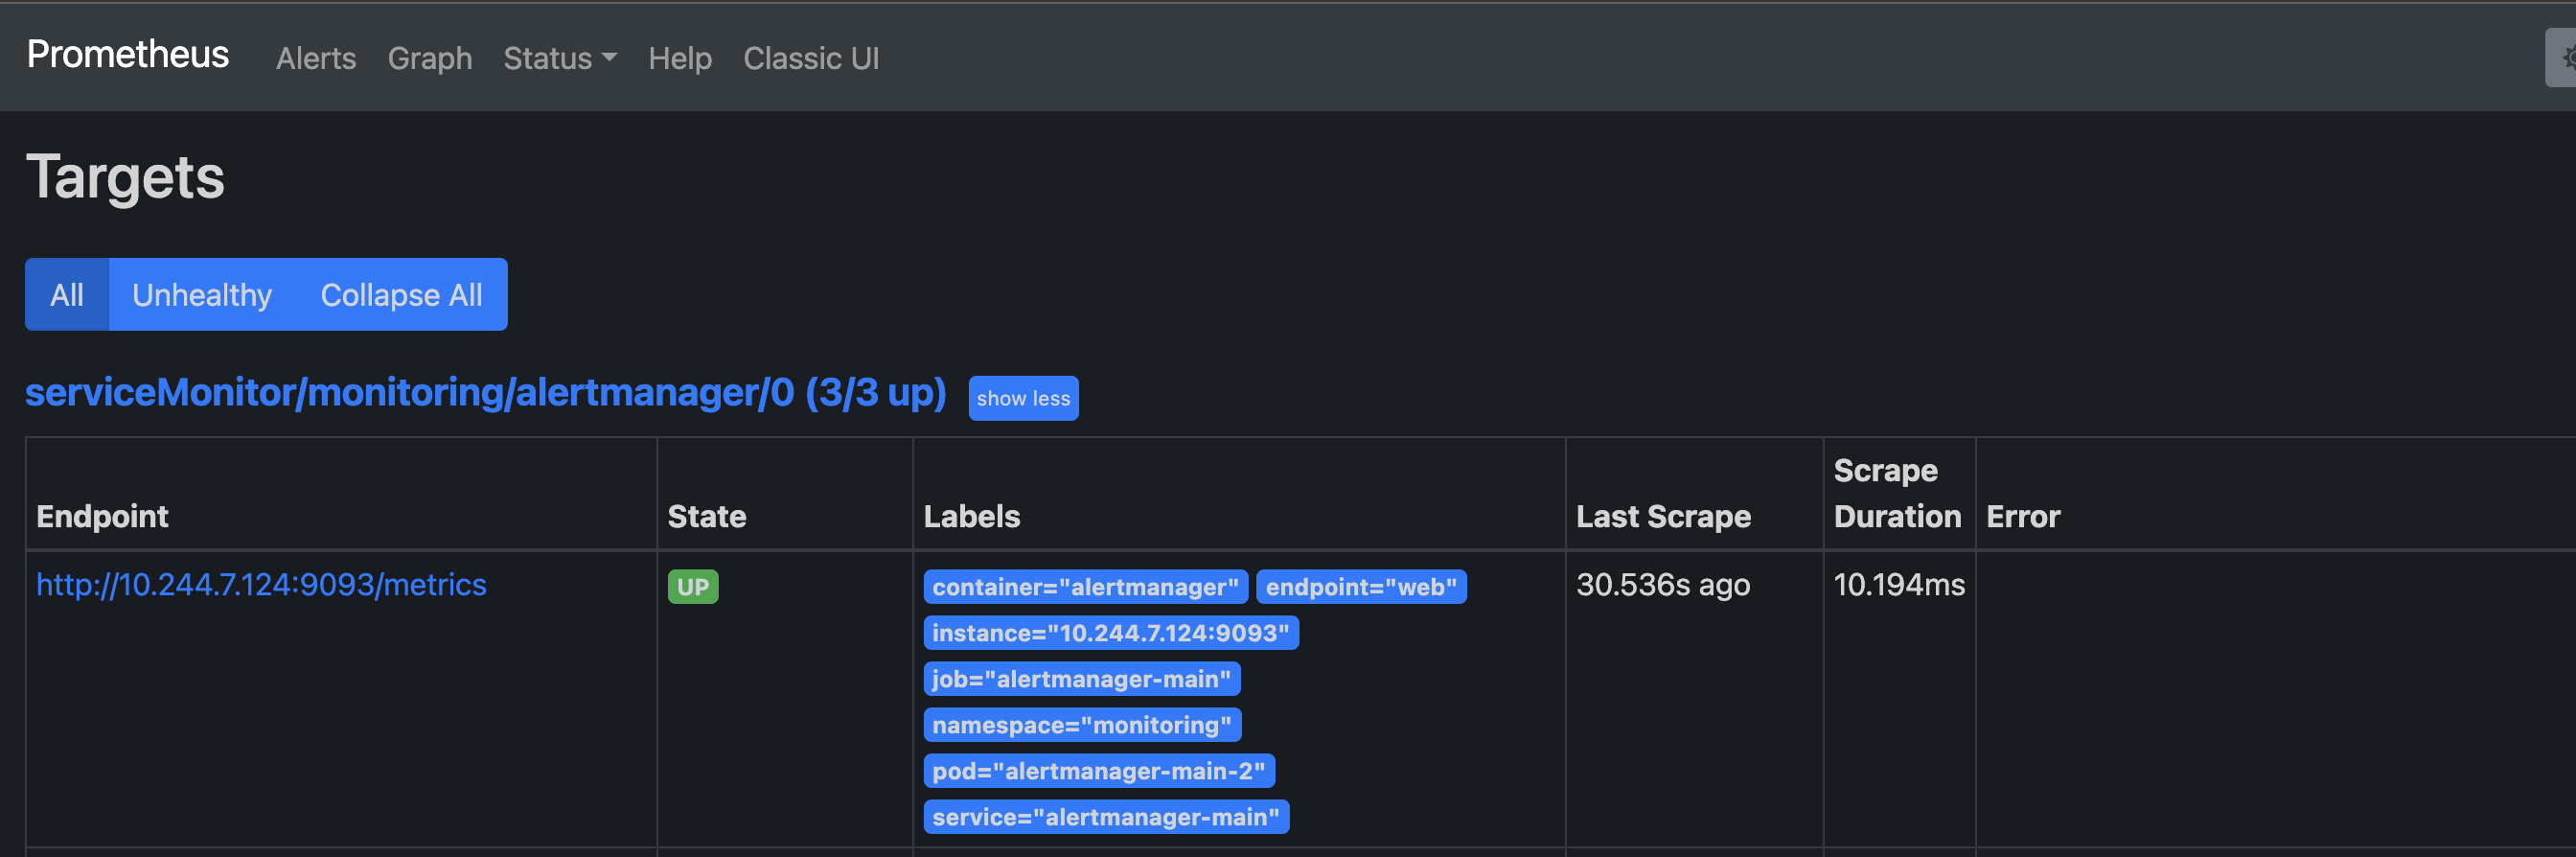 Prometheus Alerts Graph Status Help Classic UI
Targets
All Unhealthy Collapse All
serviceMonitor/monitoring/alertmanager/0 (3/3 up) show less
Endpoint State Labels Last Scrape Scrape Duration Error
http://10.244.7.124:9093/metrics UP container="alertmanager" endpoint="web" 30.536s ago 10.194ms
instance="10.244.7.124:9093"
job="alertmanager-main"
namespace="monitoring"
pod="alertmanager-main-2"
service="alertmanager-main"